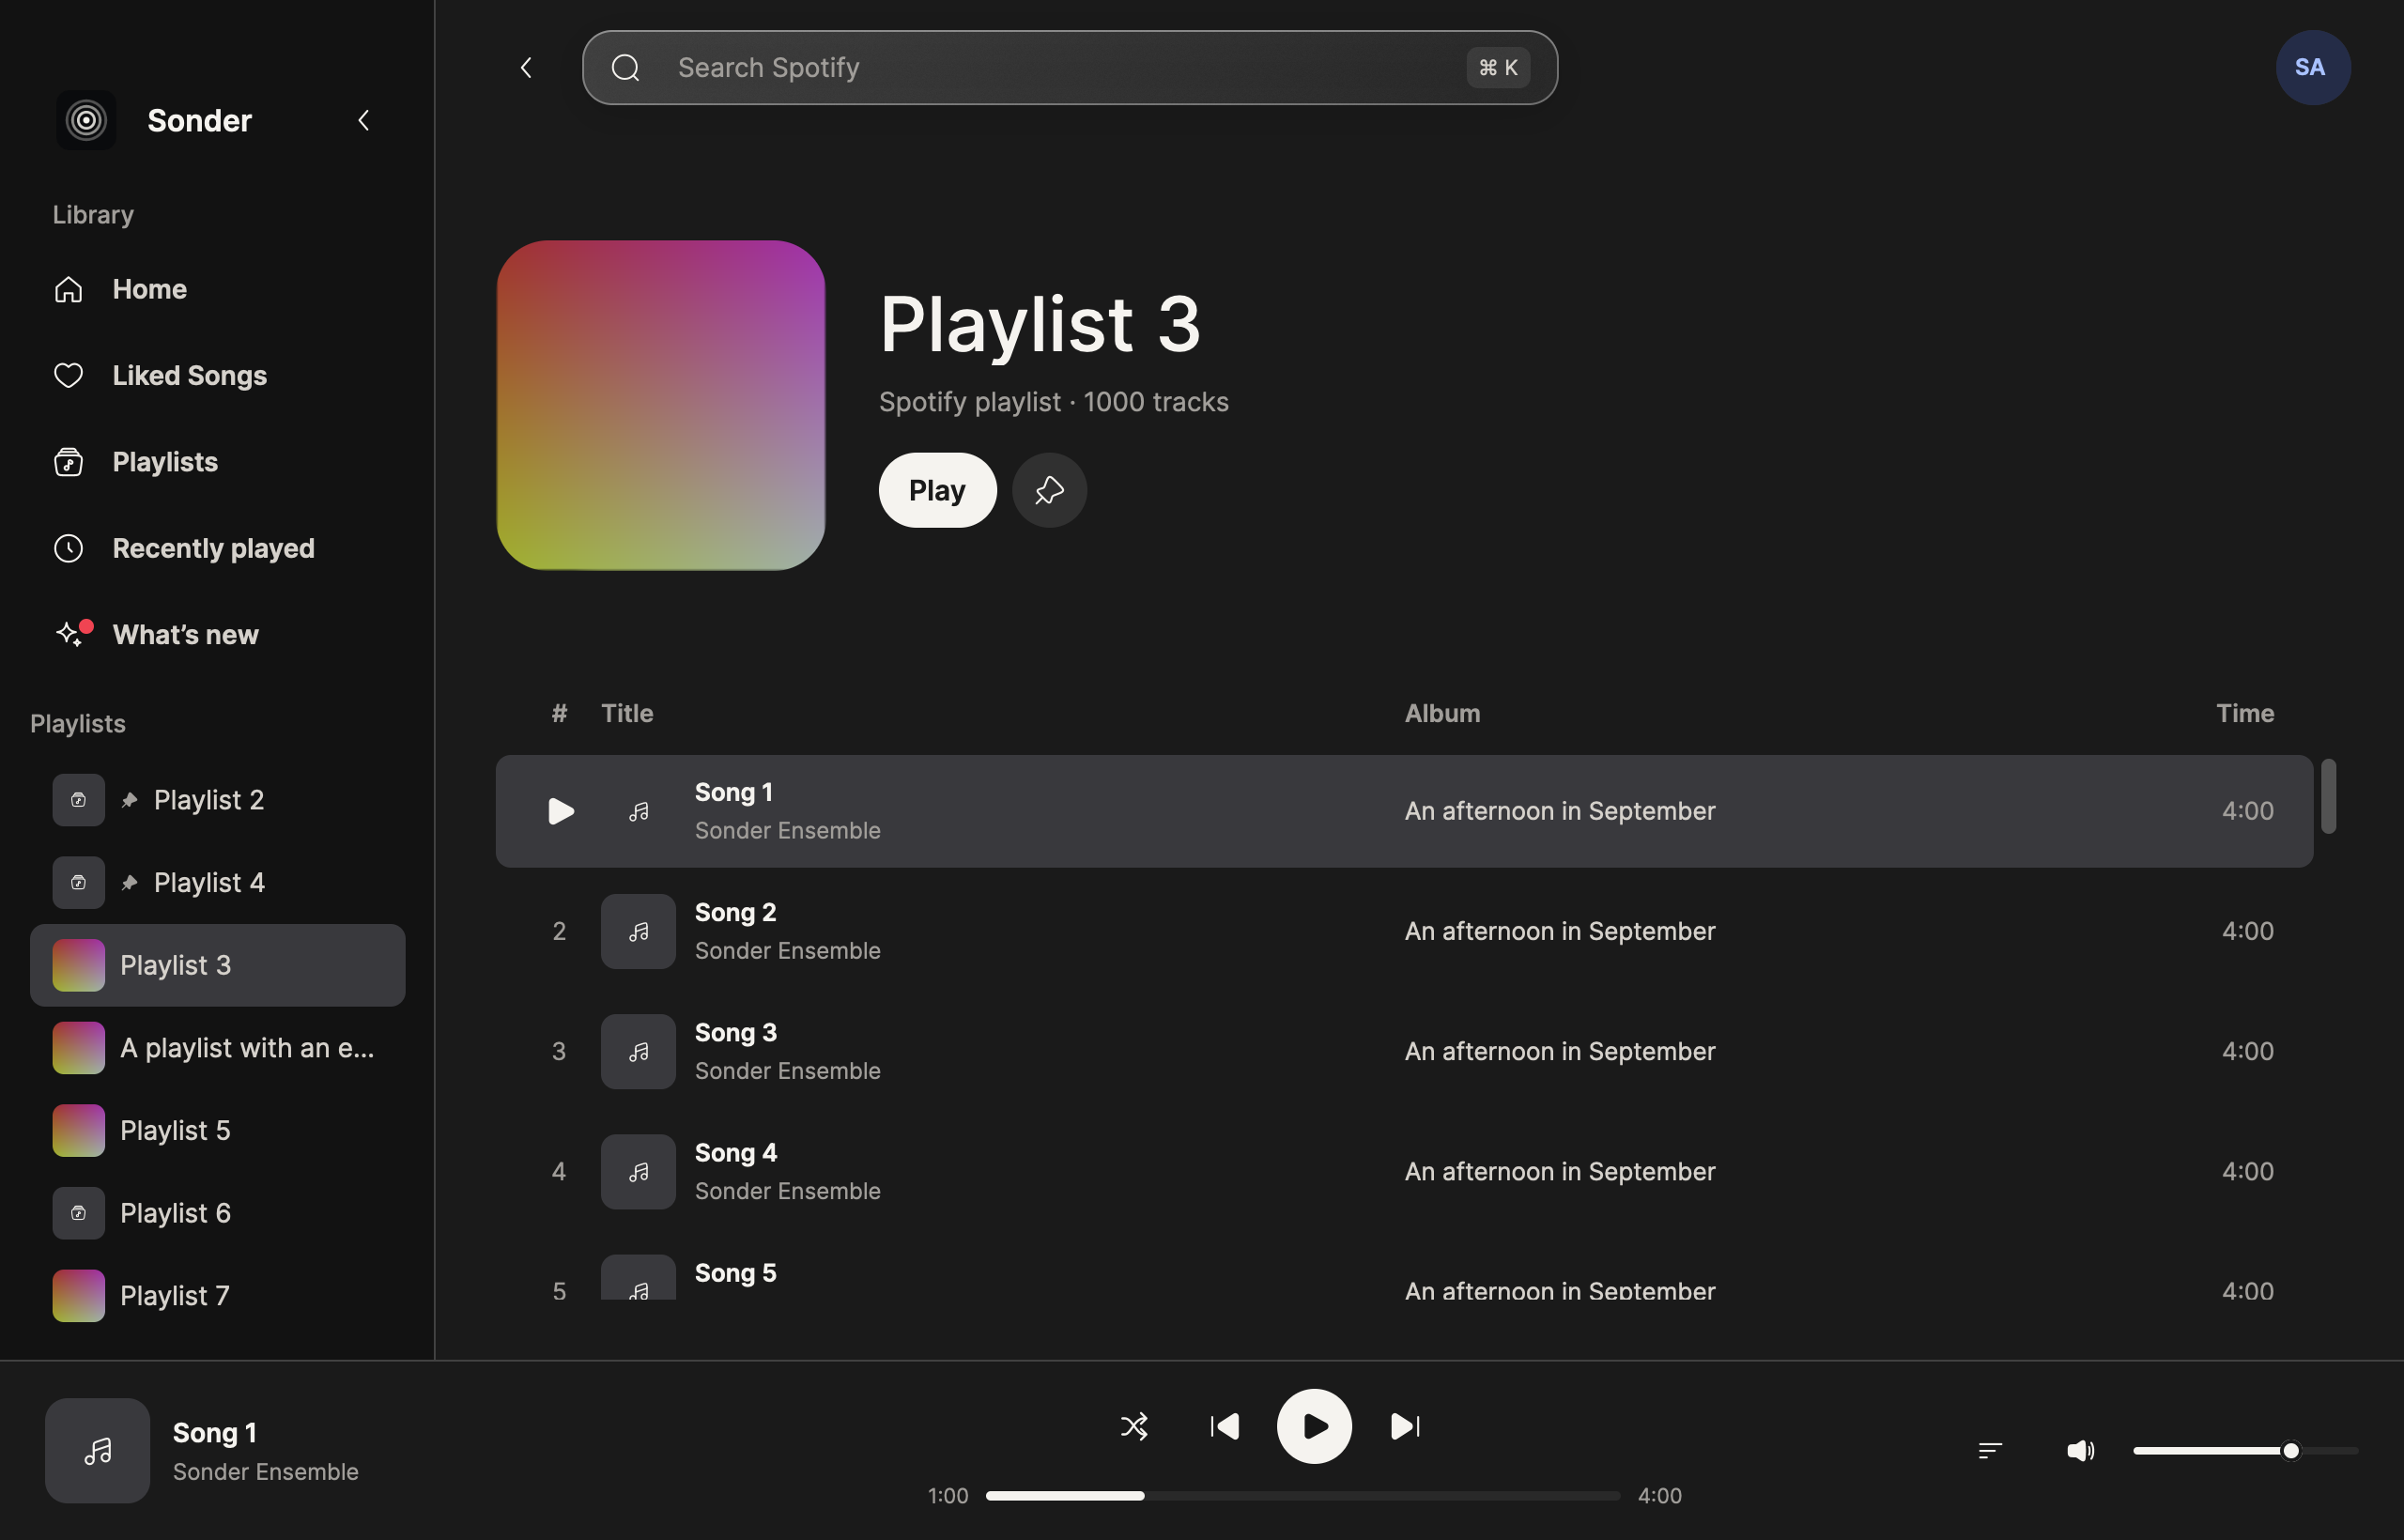 Sonder
Library
Home
Liked Songs
Playlists
Recently played
What’s new
Playlists
Playlist 2
Playlist 4
Playlist 3
A playlist with an e...
Playlist 5
Playlist 6
Playlist 7
Search Spotify
⌘ K
SA
Playlist 3
Spotify playlist · 1000 tracks
Play
# Title Album Time
Song 1
Sonder Ensemble
An afternoon in September
4:00
2
Song 2
Sonder Ensemble
An afternoon in September
4:00
3
Song 3
Sonder Ensemble
An afternoon in September
4:00
4
Song 4
Sonder Ensemble
An afternoon in September
4:00
5
Song 5
An afternoon in September
4:00
Song 1
Sonder Ensemble
1:00
4:00